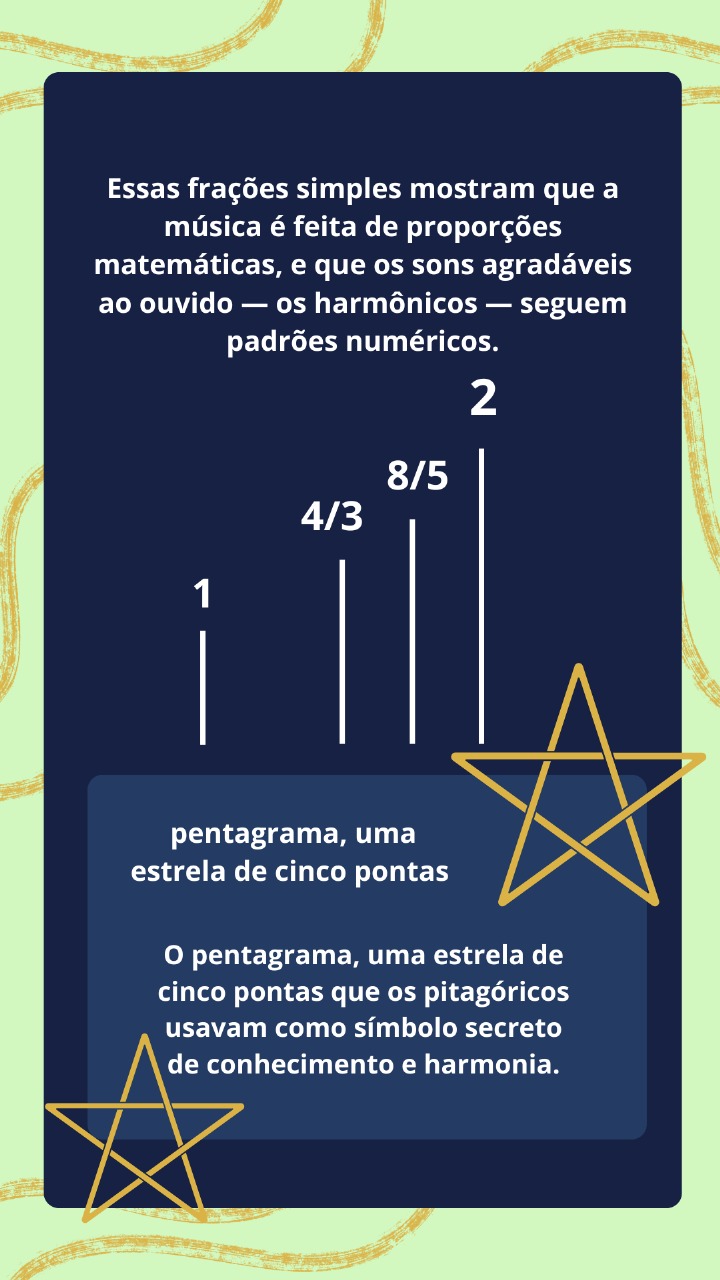 Essas frações simples mostram que a
música é feita de proporções
matemáticas, e que os sons agradáveis
ao ouvido — os harmônicos — seguem
padrões numéricos.
2
8/5
4/3
1
pentagrama, uma
estrela de cinco pontas
O pentagrama, uma estrela de
cinco pontas que os pitagóricos
usavam como símbolo secreto
de conhecimento e harmonia.